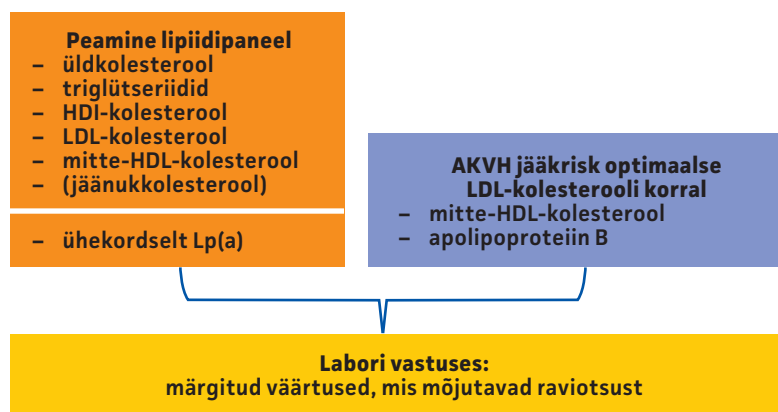 Peamine lipiidipaneel
– üldkolesterool
– triglütseriidid
– HDl-kolesterool
– LDL-kolesterool
– mitte-HDL-kolesterool
– (jäänukkolesterool)
– ühekordselt Lp(a)
AKVH jääkrisk optimaalse
LDL-kolesterooli korral
– mitte-HDL-kolesterool
– apolipoproteiin B
Labori vastuses:
märgitud väärtused, mis mõjutavad raviotsust